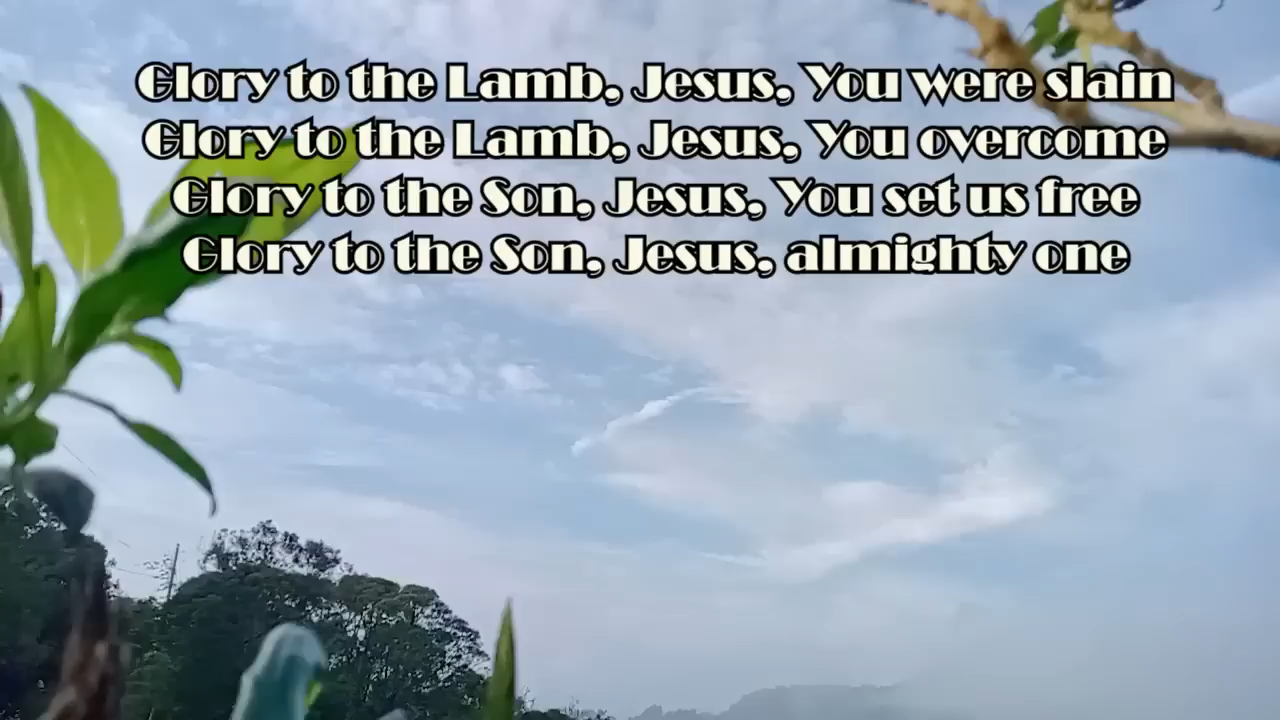 Glory to the Lamb, Jesus, You were slain
Glory to the Lamb, Jesus, You overcome
Glory to the Son, Jesus, You set us free
Glory to the Son, Jesus, almighty one